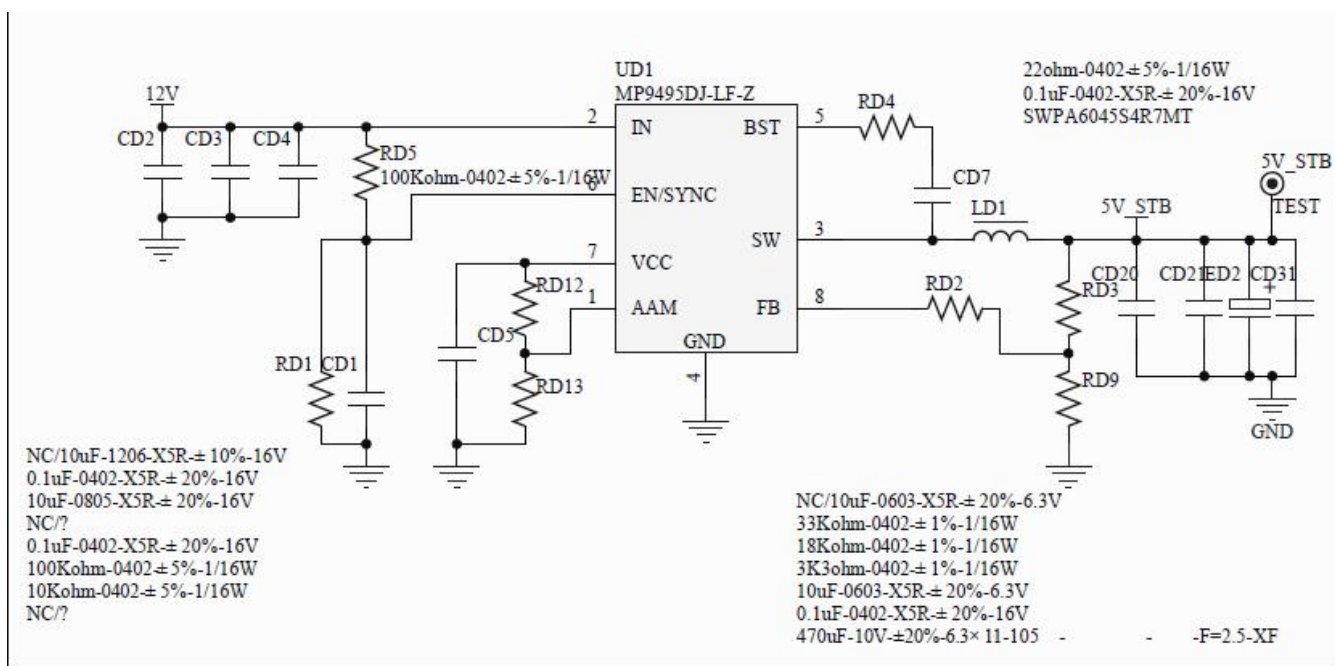 UD1
MP9495DJ-LF-Z
12V
CD2
CD3
CD4
RD5
100Kohm-0402-±5%-1/16W
2
IN
6
EN/SYNC
7
VCC
1
AAM
GND
4
BST
5
SW
3
FB
8
RD4
CD7
LD1
RD2
RD3
RD9
22ohm-0402-±5%-1/16W
0.1uF-0402-X5R-±20%-16V
SWPA6045S4R7MT
5V_STB
TEST
5V_STB
CD20
CD21
ED2
+
CD31
GND
RD12
CD5
RD13
RD1
CD1
NC/10uF-1206-X5R-±10%-16V
0.1uF-0402-X5R-±20%-16V
10uF-0805-X5R-±20%-16V
NC/?
0.1uF-0402-X5R-±20%-16V
100Kohm-0402-±5%-1/16W
10Kohm-0402-±5%-1/16W
NC/?
NC/10uF-0603-X5R-±20%-6.3V
33Kohm-0402-±1%-1/16W
18Kohm-0402-±1%-1/16W
3K3ohm-0402-±1%-1/16W
10uF-0603-X5R-±20%-6.3V
0.1uF-0402-X5R-±20%-16V
470uF-10V-±20%-6.3×11-105 - - -F=2.5-XF